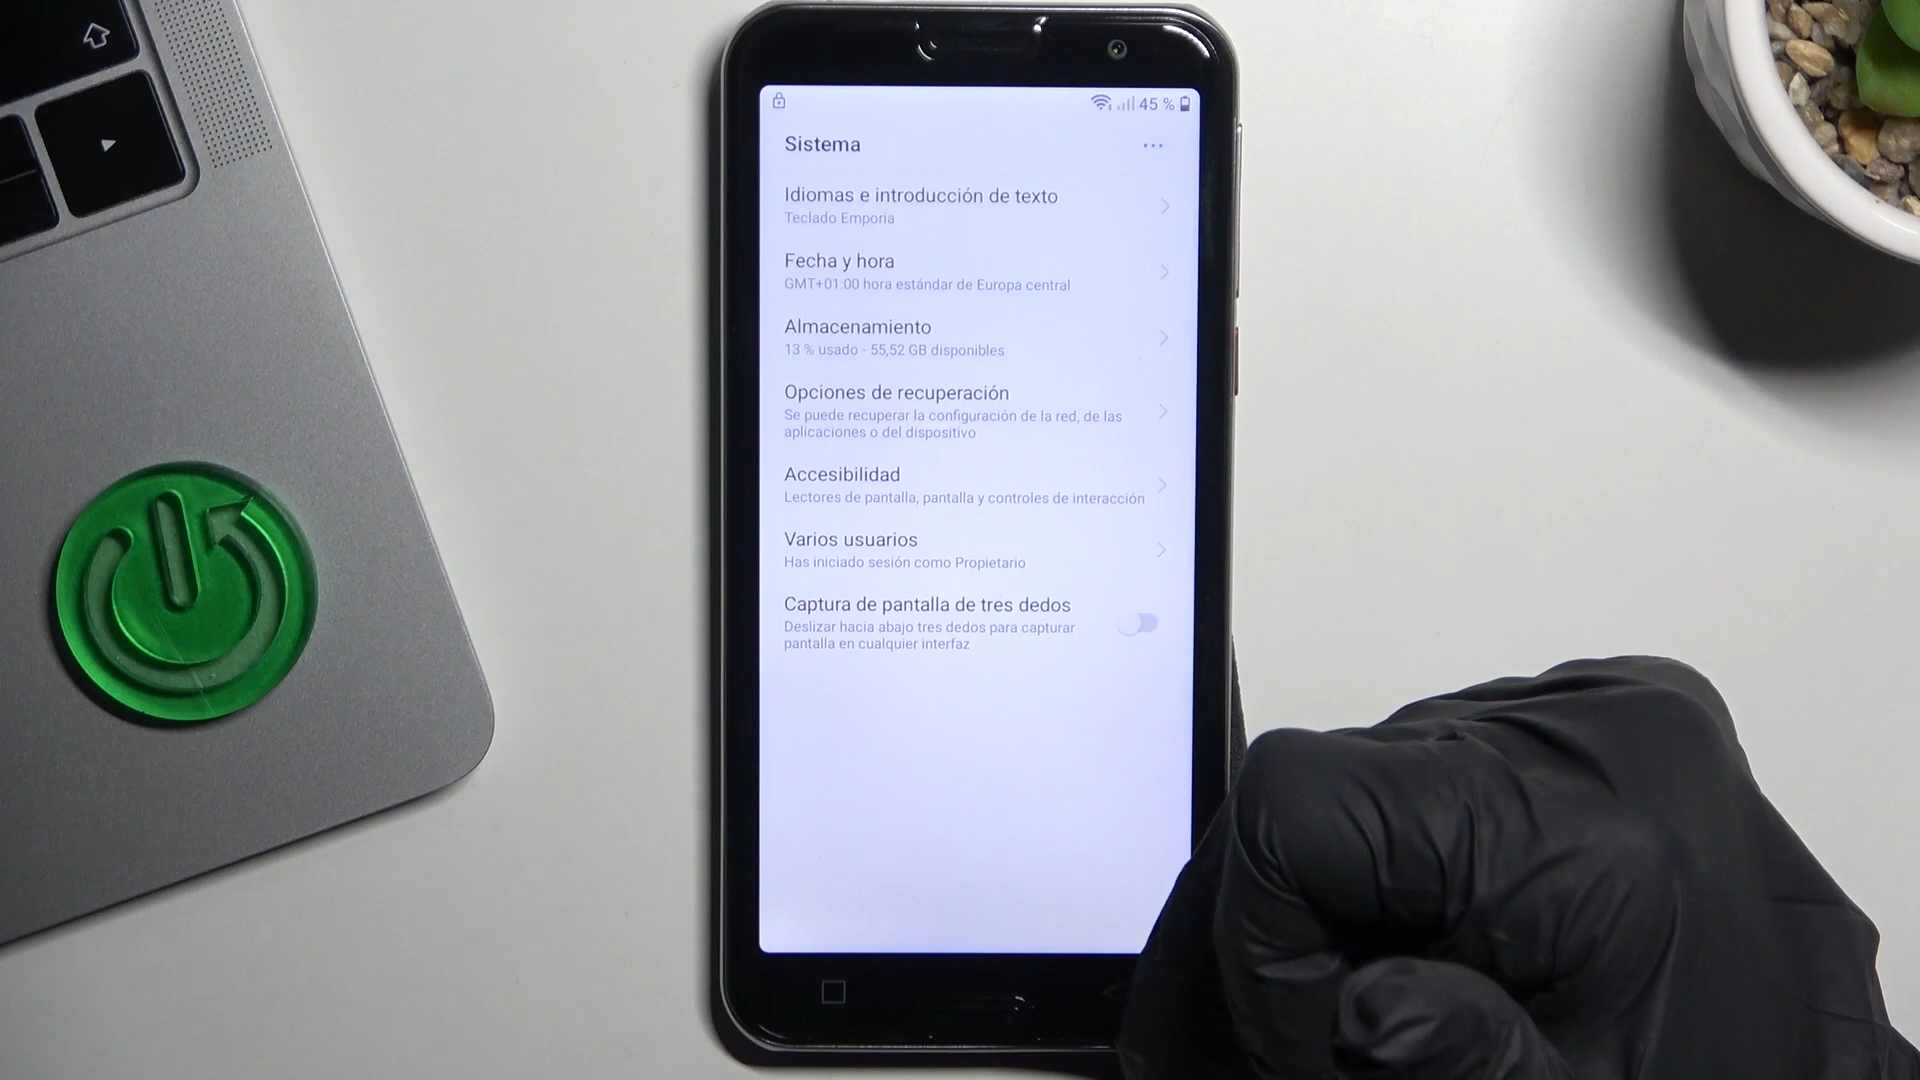 45 %
Sistema
Idiomas e introducción de texto
Teclado Emporia
Fecha y hora
GMT+01:00 hora estándar de Europa central
Almacenamiento
13 % usado - 55,52 GB disponibles
Opciones de recuperación
Se puede recuperar la configuración de la red, de las
aplicaciones o del dispositivo
Accesibilidad
Lectores de pantalla, pantalla y controles de interacción
Varios usuarios
Has iniciado sesión como Propietario
Captura de pantalla de tres dedos
Deslizar hacia abajo tres dedos para capturar
pantalla en cualquier interfaz